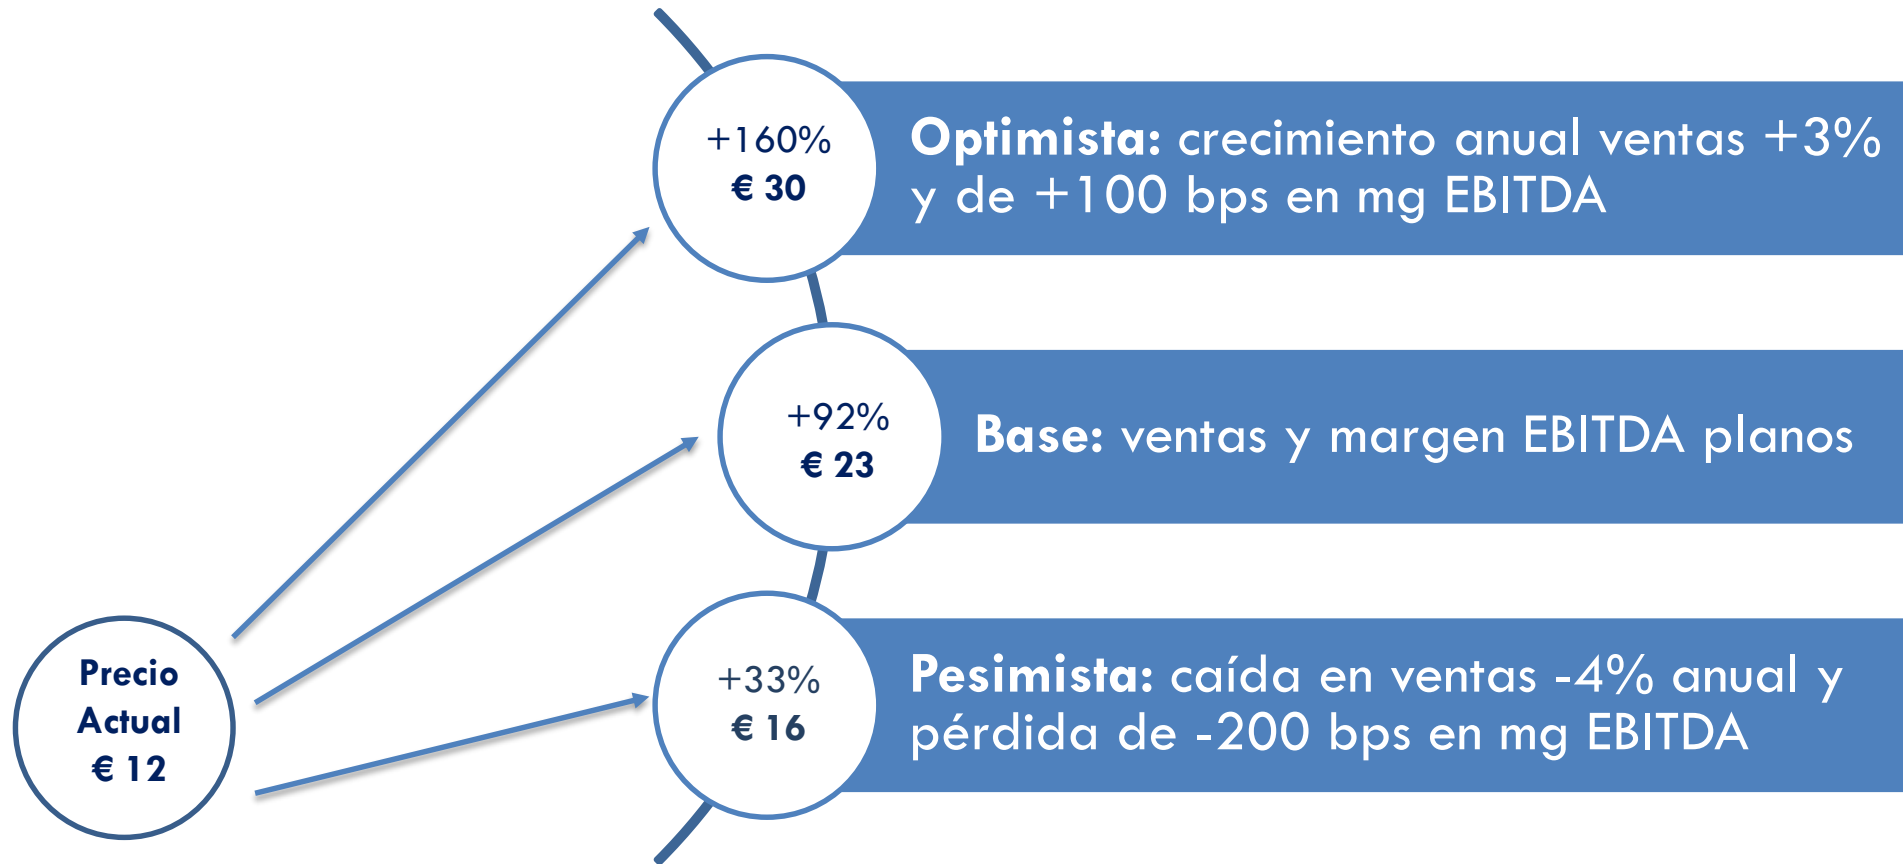 +160%
€ 30
Optimista: crecimiento anual ventas +3%
y de +100 bps en mg EBITDA
+92%
€ 23
Base: ventas y margen EBITDA planos
+33%
€ 16
Pesimista: caída en ventas -4% anual y
pérdida de -200 bps en mg EBITDA
Precio
Actual
€ 12